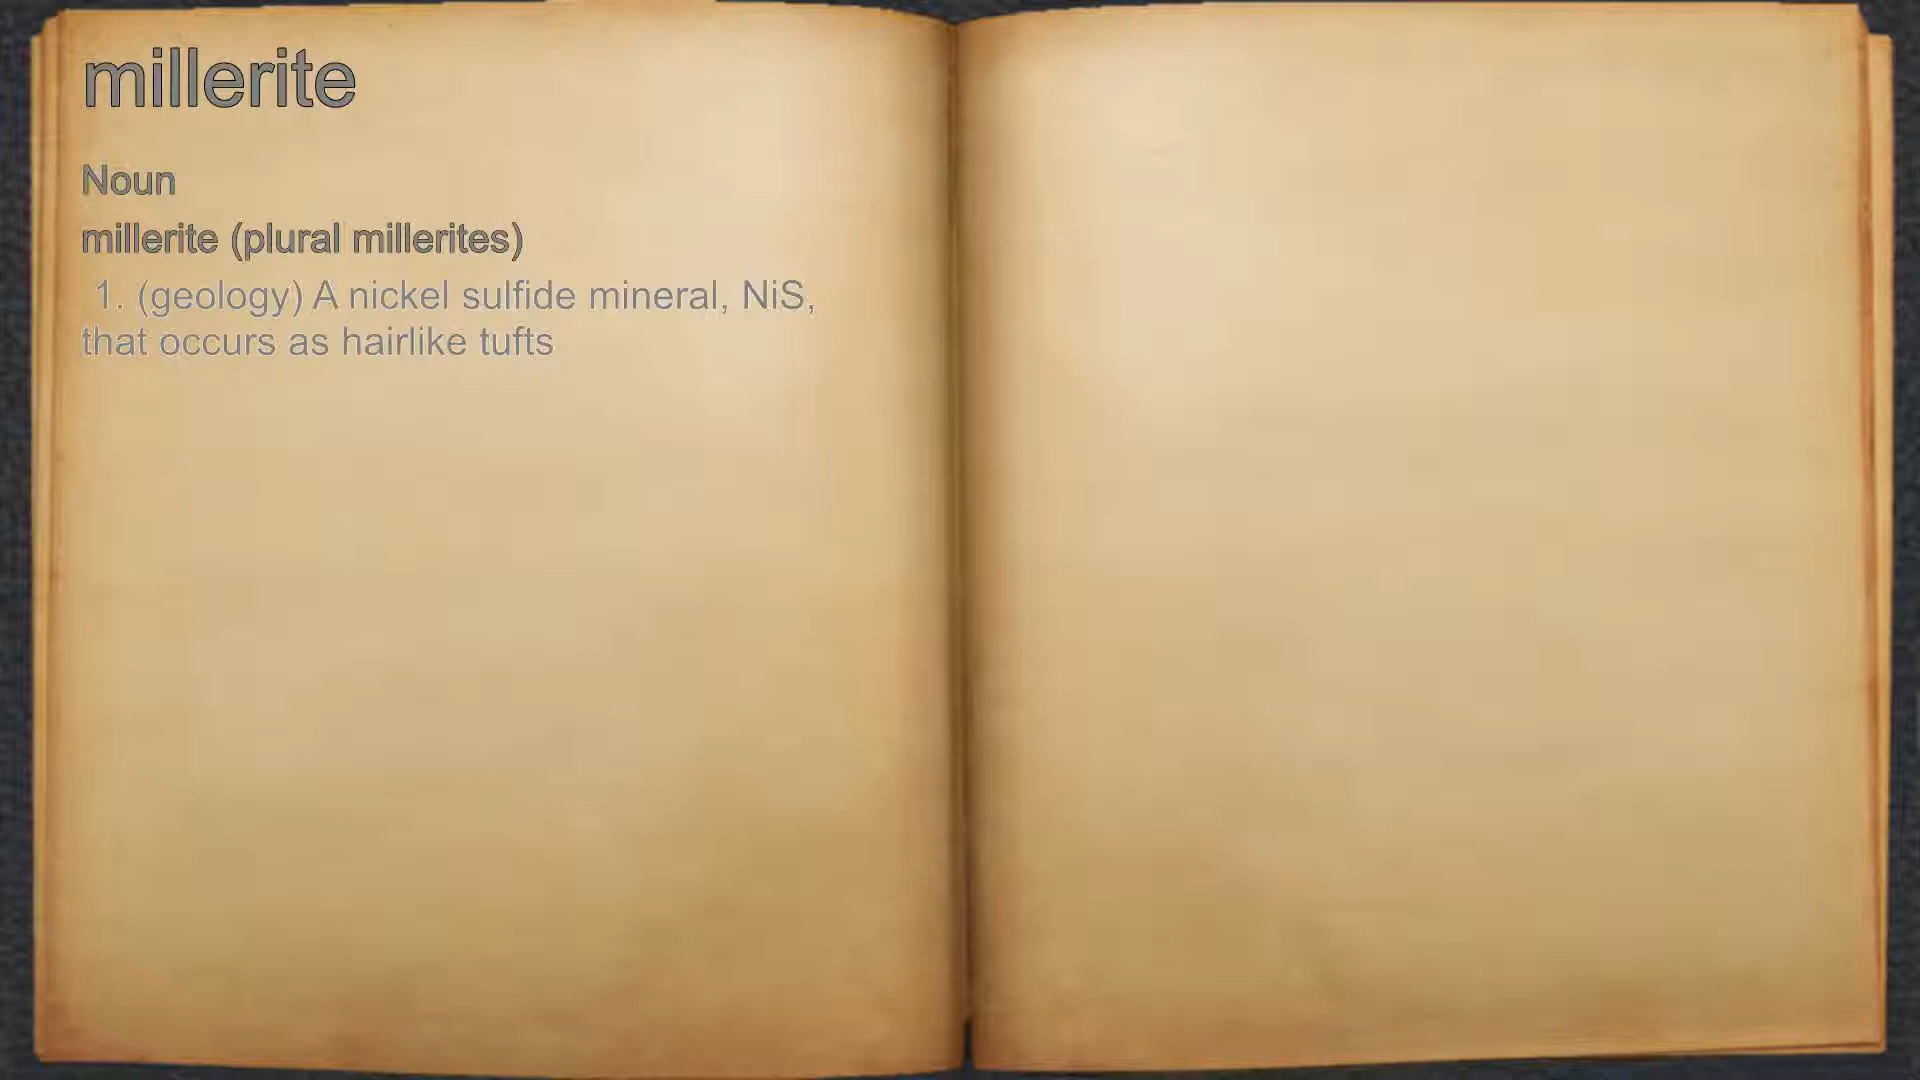 millerite
Noun
millerite (plural millerites)
1. (geology) A nickel sulfide mineral, NiS,
that occurs as hairlike tufts